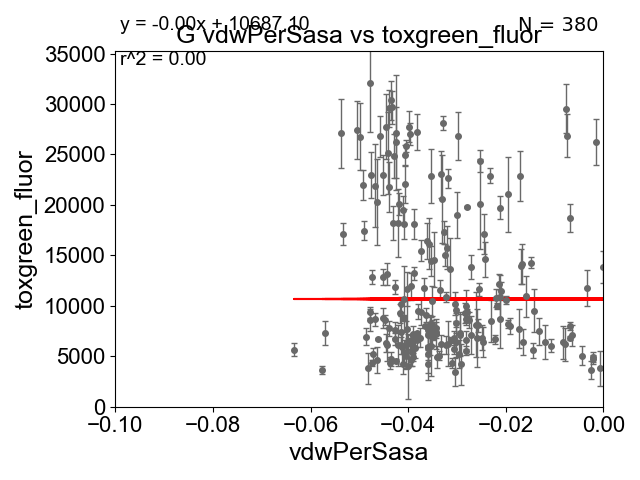 y = -0.00x + 10687.10
N = 380
G vdwPerSasa vs toxgreen_fluor
r^2 = 0.00
35000
30000
25000
20000
15000
10000
5000
0
toxgreen_fluor
−0.10
−0.08
−0.06
−0.04
−0.02
0.00
vdwPerSasa